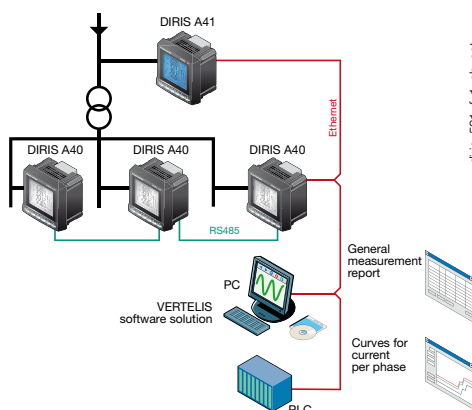 DIRIS A41
Ethernet
DIRIS A40
DIRIS A40
DIRIS A40
RS485
General
measurement
report
PC
VERTELIS
software solution
Curves for
current
per phase
PLC